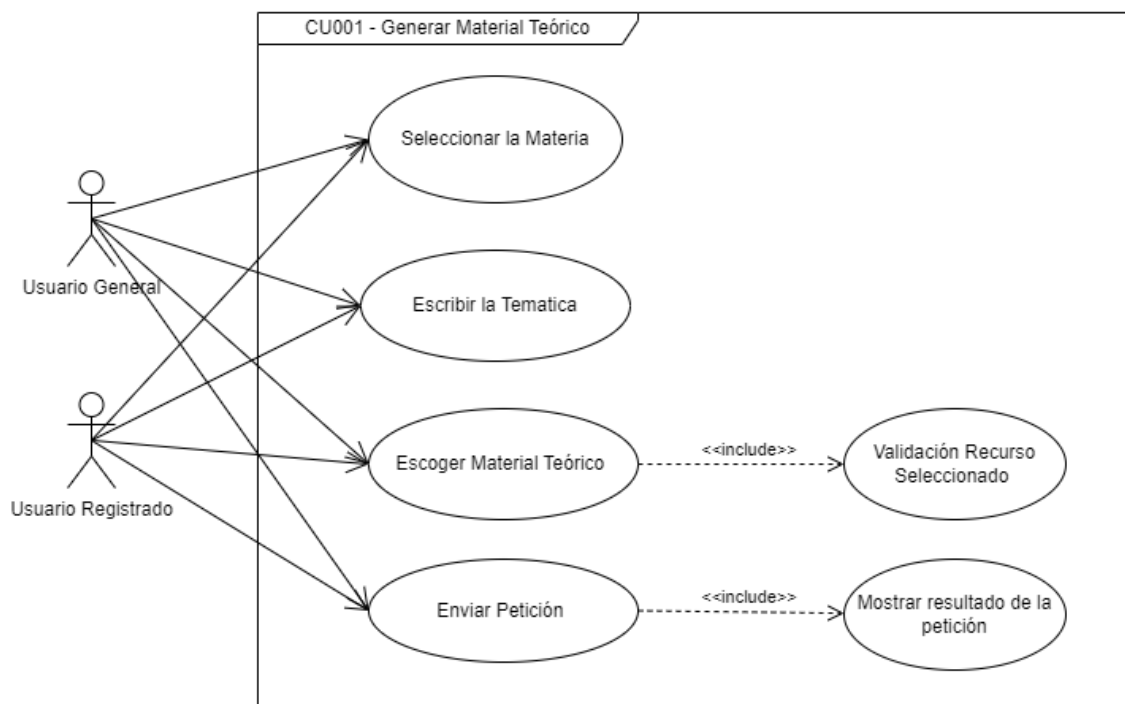 CU001 - Generar Material Teórico
Seleccionar la Materia
Usuario General
Escribir la Tematica
Escoger Material Teórico
<<include>>
Validación Recurso
Seleccionado
Usuario Registrado
Enviar Petición
<<include>>
Mostrar resultado de la
petición